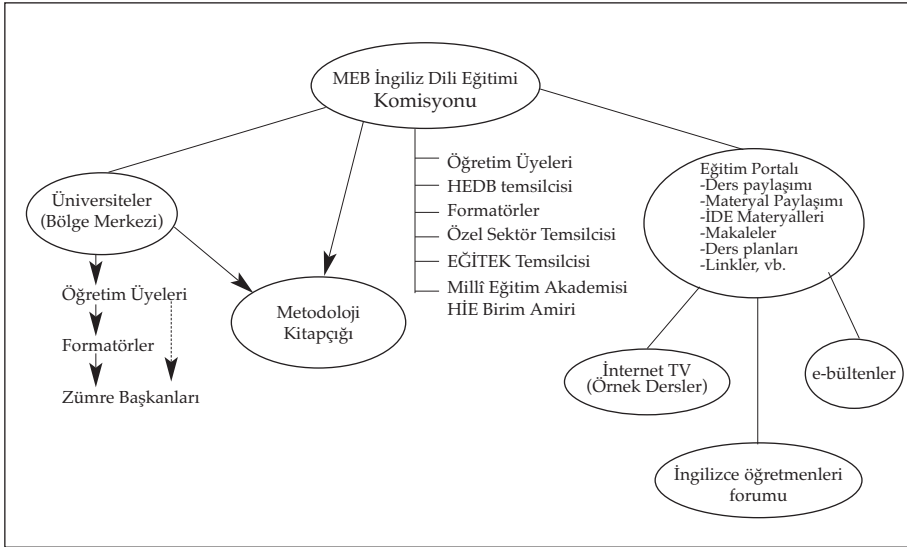 MEB İngiliz Dili Eğitimi
Komisyonu
Üniversiteler
(Bölge Merkezi)
Öğretim Üyeleri
Formatörler
Zümre Başkanları
Metodoloji
Kitapçığı
Öğretim Üyeleri
HEDB temsilcisi
Formatörler
Özel Sektör Temsilcisi
EĞİTEK Temsilcisi
Millî Eğitim Akademisi
HİE Birim Amiri
Eğitim Portalı
-Ders paylaşımı
-Materyal Paylaşımı
-İDE Materyalleri
-Makaleler
-Ders planları
-Linkler, vb.
İnternet TV
(Örnek Dersler)
e-bültenler
İngilizce öğretmenleri
forumu